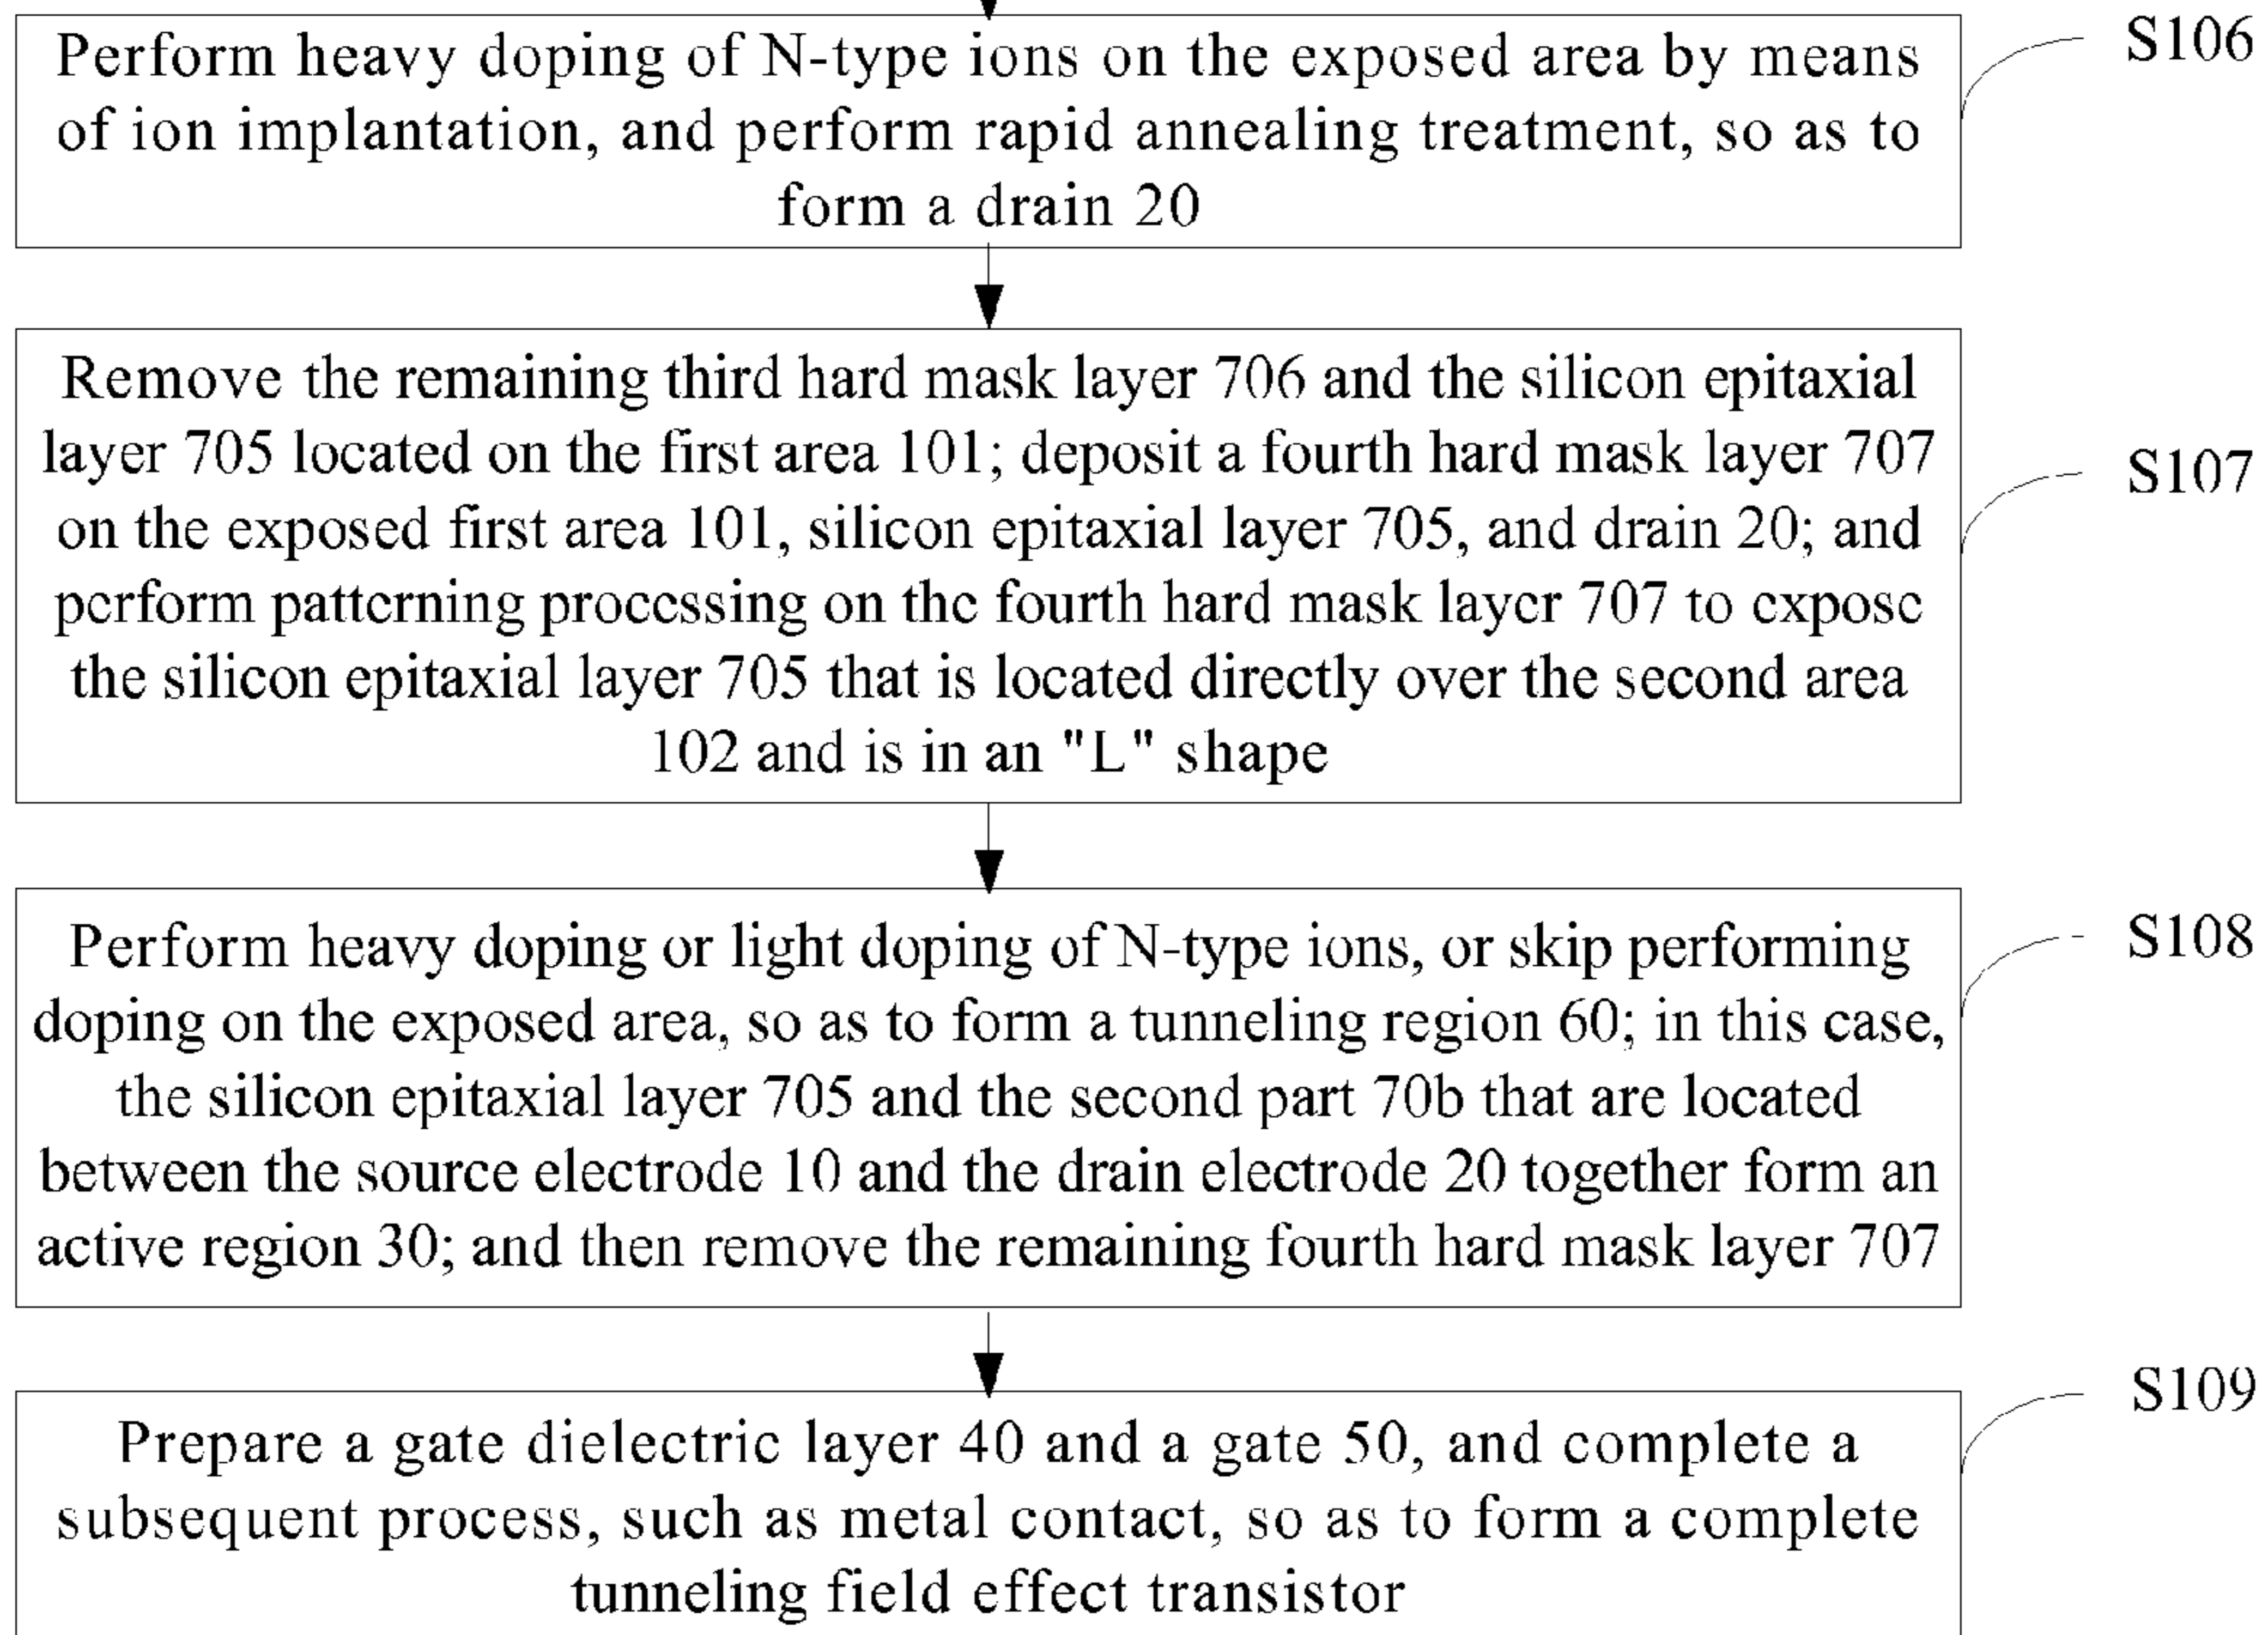 Perform heavy doping of N-type ions on the exposed area by means
of ion implantation, and perform rapid annealing treatment, so as to
form a drain 20
S106
Remove the remaining third hard mask layer 706 and the silicon epitaxial
layer 705 located on the first area 101; deposit a fourth hard mask layer 707
on the exposed first area 101, silicon epitaxial layer 705, and drain 20; and
perform patterning processing on the fourth hard mask layer 707 to expose
the silicon epitaxial layer 705 that is located directly over the second area
102 and is in an "L" shape
S107
Perform heavy doping or light doping of N-type ions, or skip performing
doping on the exposed area, so as to form a tunneling region 60; in this case,
the silicon epitaxial layer 705 and the second part 70b that are located
between the source electrode 10 and the drain electrode 20 together form an
active region 30; and then remove the remaining fourth hard mask layer 707
S108
Prepare a gate dielectric layer 40 and a gate 50, and complete a
subsequent process, such as metal contact, so as to form a complete
tunneling field effect transistor
S109